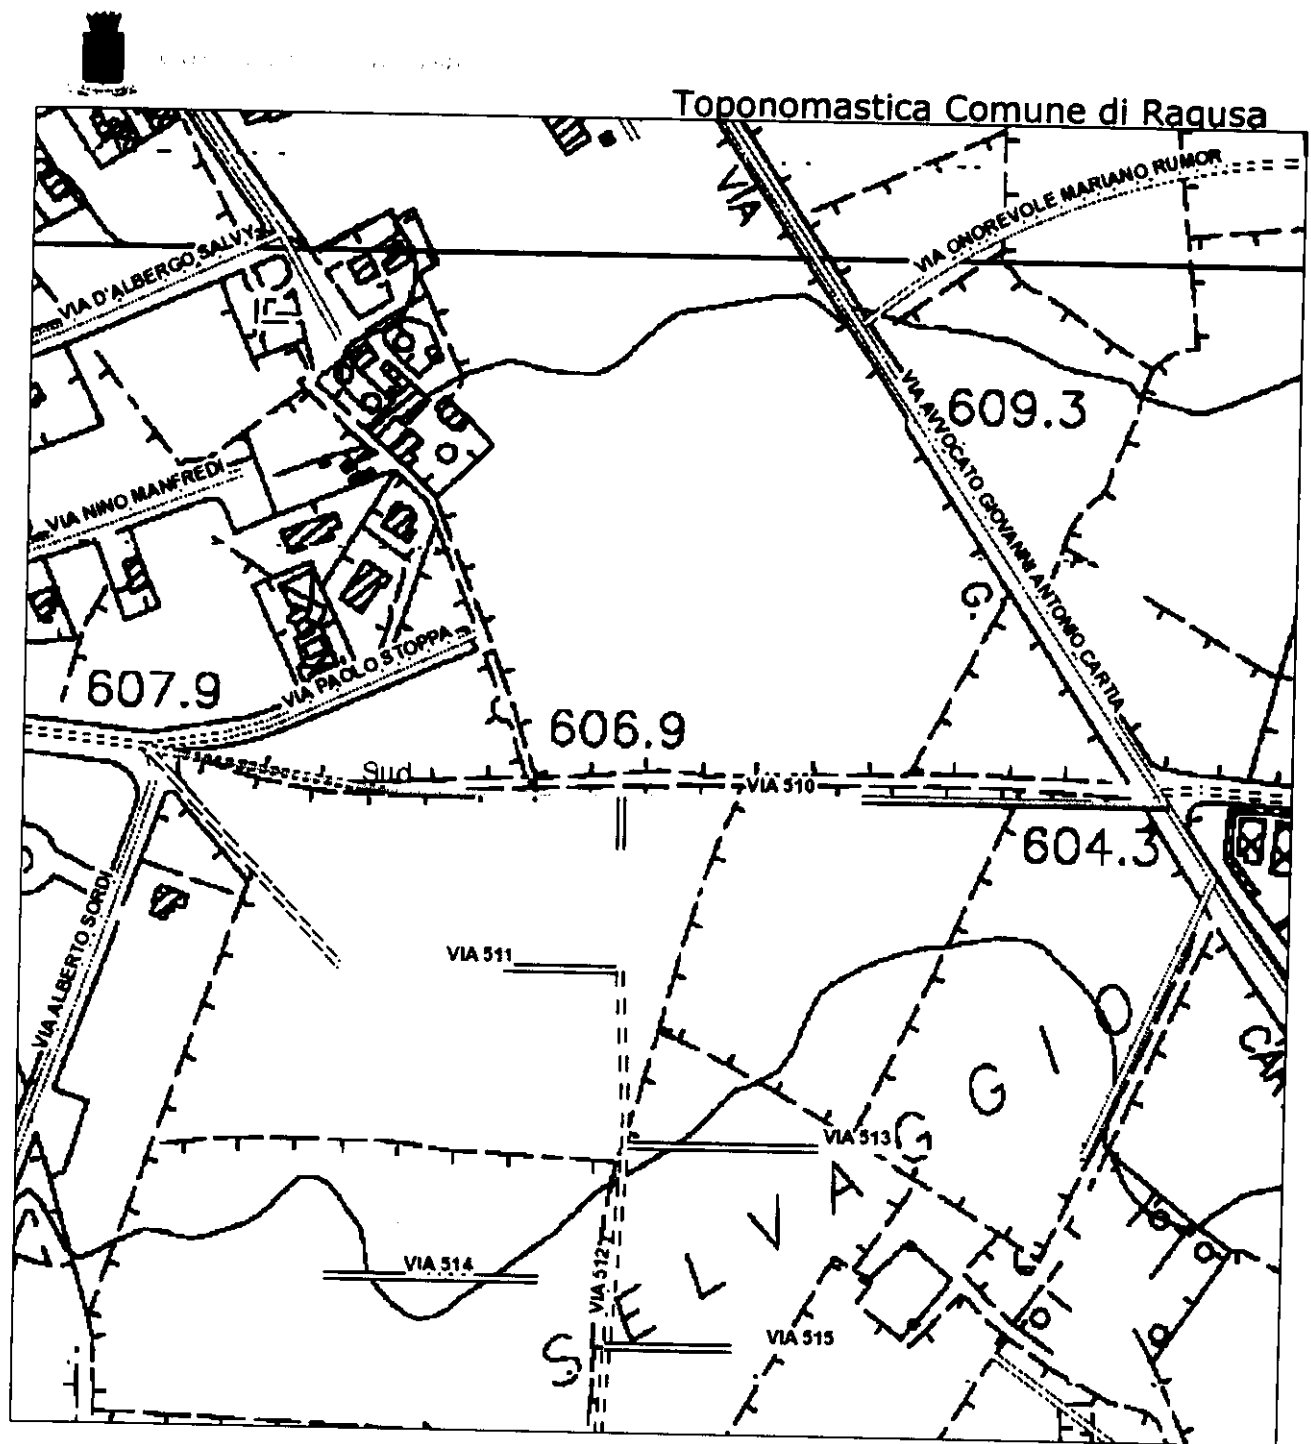 Toponomastica Comune di Ragusa
VIA
VIA ONOREVOLE MARIANO RUMOR
VIA D'ALBERGO SALVY
609.3
VIA AVVOCATO GIOVANNI ANTONIO CARTIA
VIA NINO MANFREDI
G.
VIA PAOLO STOPPA
607.9
606.9
Sud
VIA 510
604.3
VIA ALBERTO SORDI
VIA 511
CAR
VIA 513
S. L V A G G I O
VIA 514
VIA 512
VIA 515